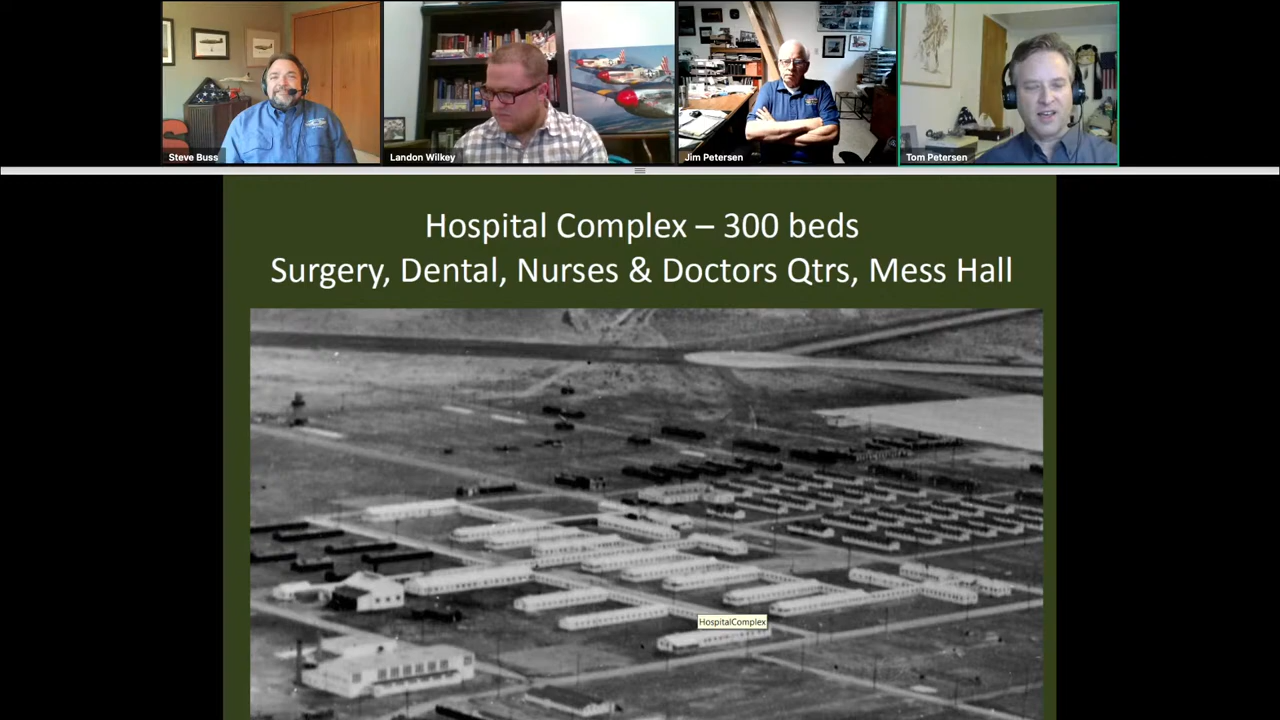 Steve Buss
Landon Wilkey
Jim Petersen
Tom Petersen
Hospital Complex – 300 beds
Surgery, Dental, Nurses & Doctors Qtrs, Mess Hall
HospitalComplex